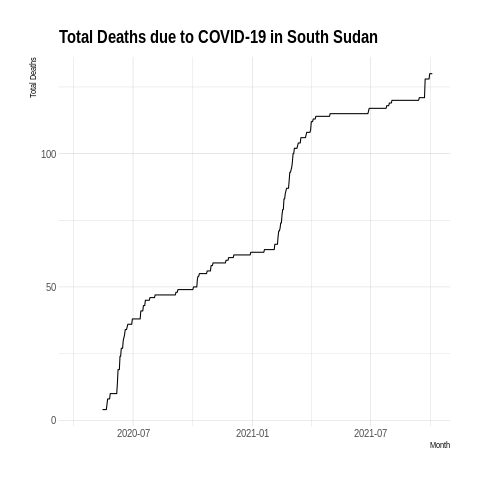 Total Deaths due to COVID-19 in South Sudan
Total Deaths
100
50
0
2020-07 2021-01 2021-07
Month